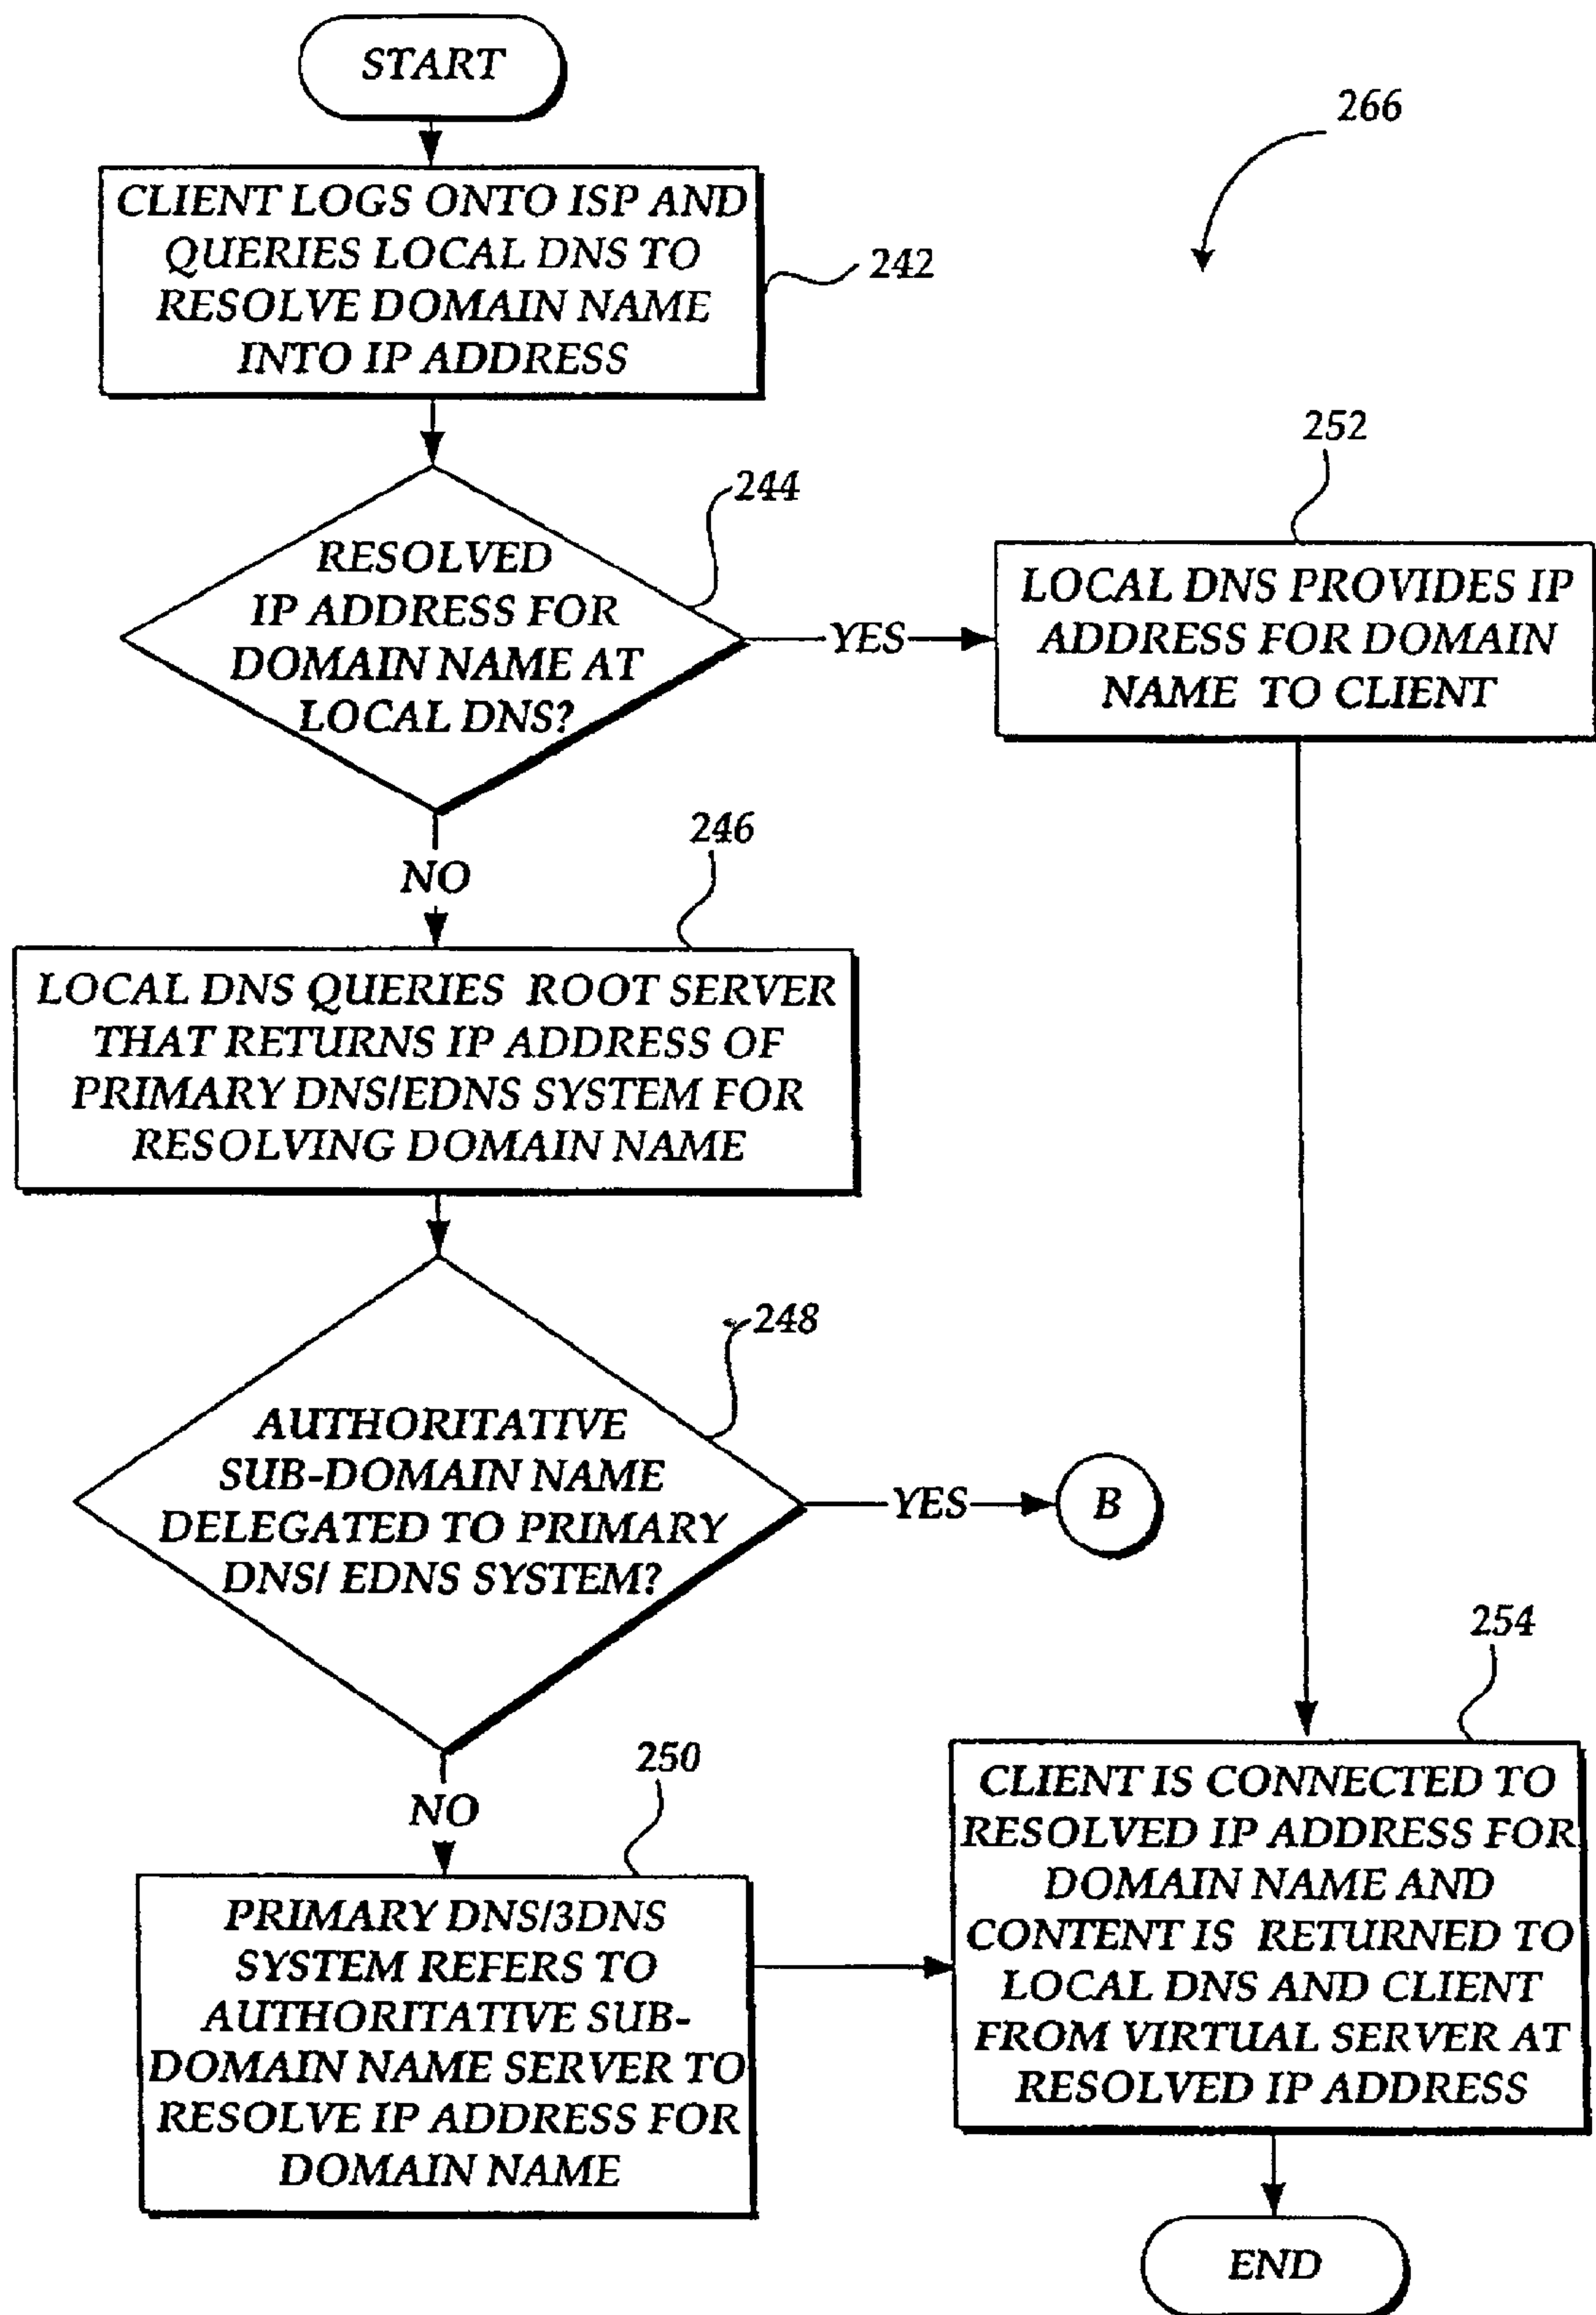 START
266
CLIENT LOGS ONTO ISP AND
QUERIES LOCAL DNS TO
RESOLVE DOMAIN NAME
INTO IP ADDRESS
242
244
RESOLVED
IP ADDRESS FOR
DOMAIN NAME AT
LOCAL DNS?
YES
252
LOCAL DNS PROVIDES IP
ADDRESS FOR DOMAIN
NAME TO CLIENT
NO
246
LOCAL DNS QUERIES ROOT SERVER
THAT RETURNS IP ADDRESS OF
PRIMARY DNS/EDNS SYSTEM FOR
RESOLVING DOMAIN NAME
248
AUTHORITATIVE
SUB-DOMAIN NAME
DELEGATED TO PRIMARY
DNS/ EDNS SYSTEM?
YES
B
NO
250
PRIMARY DNS/3DNS
SYSTEM REFERS TO
AUTHORITATIVE SUB-
DOMAIN NAME SERVER TO
RESOLVE IP ADDRESS FOR
DOMAIN NAME
254
CLIENT IS CONNECTED TO
RESOLVED IP ADDRESS FOR
DOMAIN NAME AND
CONTENT IS RETURNED TO
LOCAL DNS AND CLIENT
FROM VIRTUAL SERVER AT
RESOLVED IP ADDRESS
END